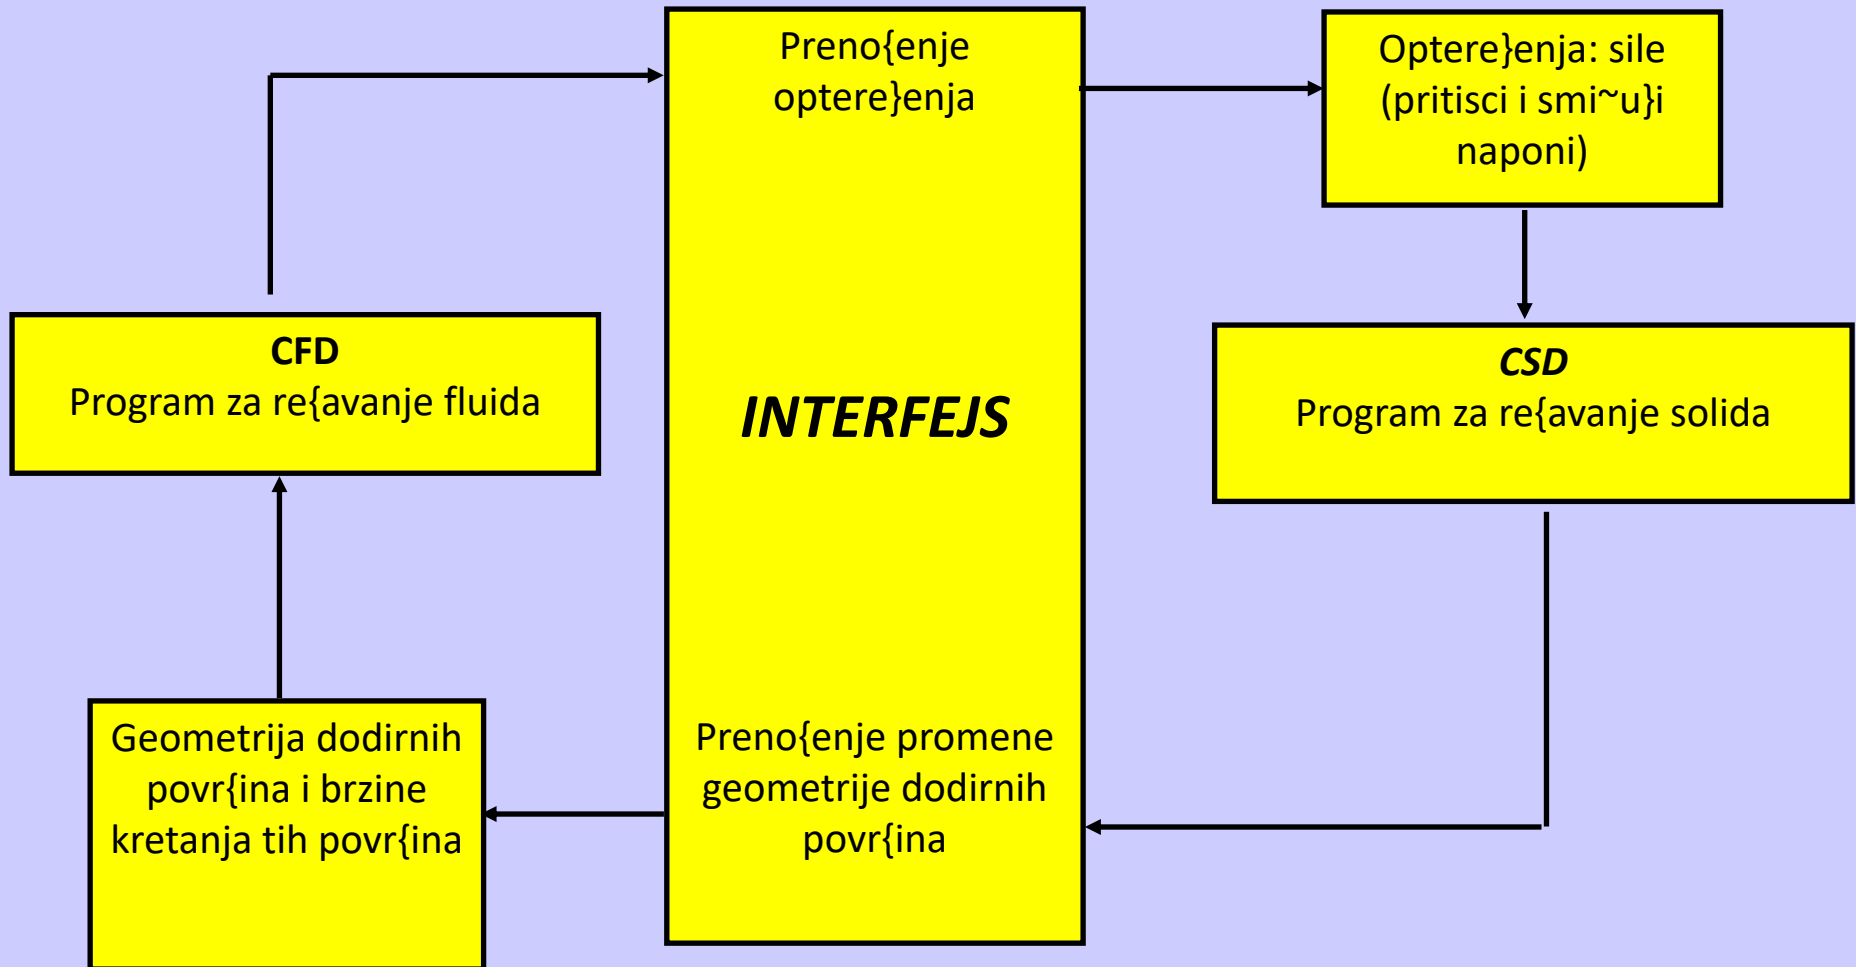 Preno{enje
optere}enja
Optere}enja: sile
(pritisci i smi~u}i
naponi)
CFD
Program za re{avanje fluida
INTERFEJS
CSD
Program za re{avanje solida
Geometrija dodirnih
povr{ina i brzine
kretanja tih povr{ina
Preno{enje promene
geometrije dodirnih
povr{ina